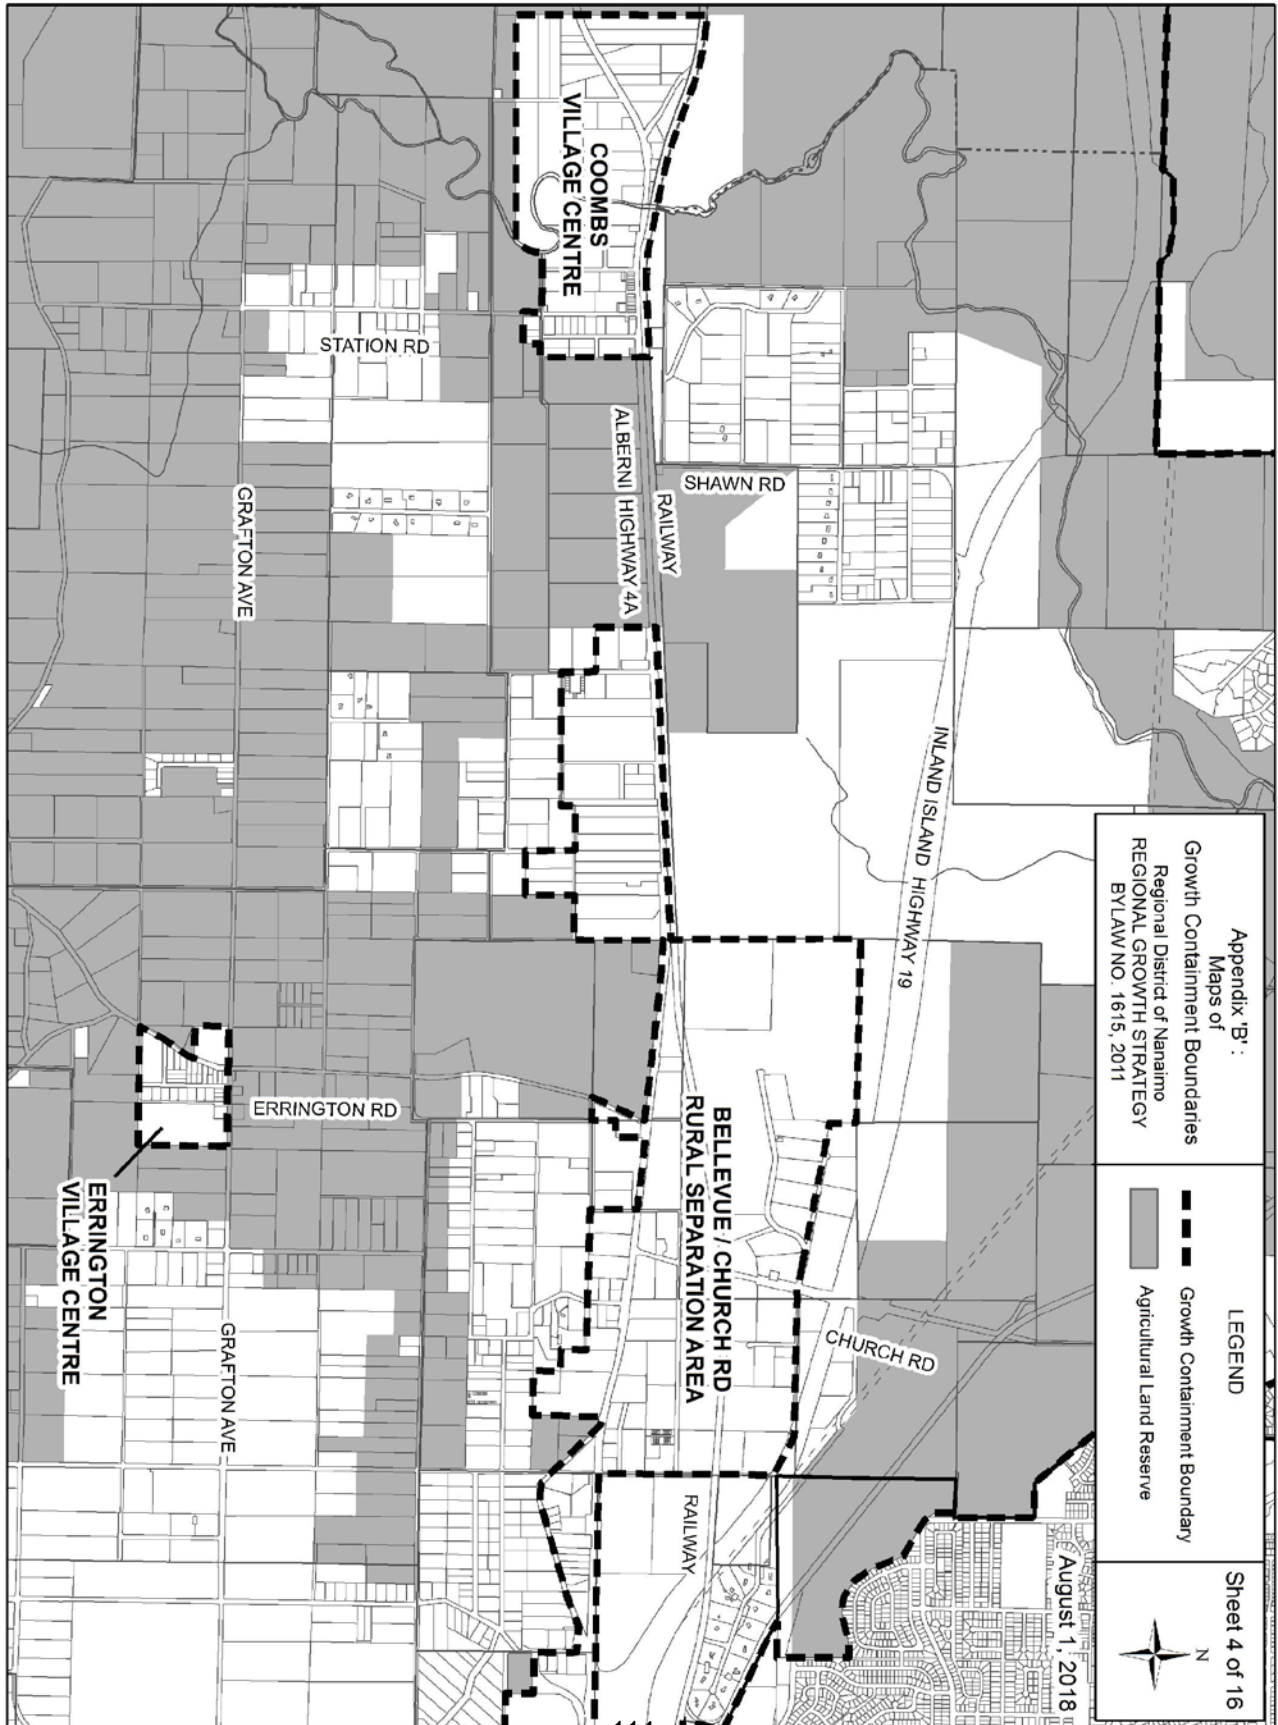 Appendix 'B' :
Maps of
Growth Containment Boundaries
Regional District of Nanaimo
REGIONAL GROWTH STRATEGY
BYLAW NO. 1615, 2011
LEGEND
Growth Containment Boundary
Agricultural Land Reserve
Sheet 4 of 16
N
August 1, 2018
COOMBS
VILLAGE CENTRE
STATION RD
ALBERNI HIGHWAY 4A
RAILWAY
SHAWN RD
GRAFTON AVE
INLAND ISLAND HIGHWAY 19
BELLEVUE / CHURCH RD
RURAL SEPARATION AREA
ERRINGTON RD
CHURCH RD
ERRINGTON
VILLAGE CENTRE
GRAFTON AVE
RAILWAY